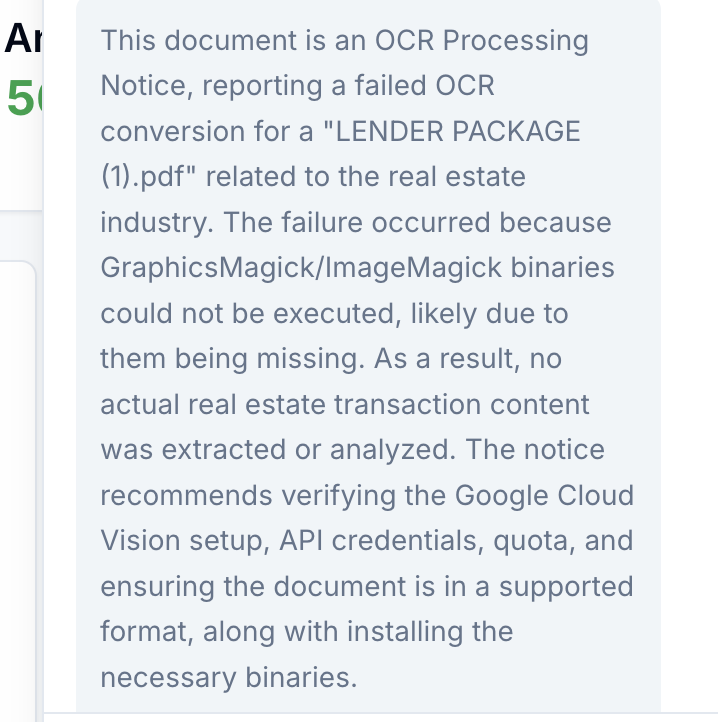 Ar
50
This document is an OCR Processing
Notice, reporting a failed OCR
conversion for a "LENDER PACKAGE
(1).pdf" related to the real estate
industry. The failure occurred because
GraphicsMagick/ImageMagick binaries
could not be executed, likely due to
them being missing. As a result, no
actual real estate transaction content
was extracted or analyzed. The notice
recommends verifying the Google Cloud
Vision setup, API credentials, quota, and
ensuring the document is in a supported
format, along with installing the
necessary binaries.